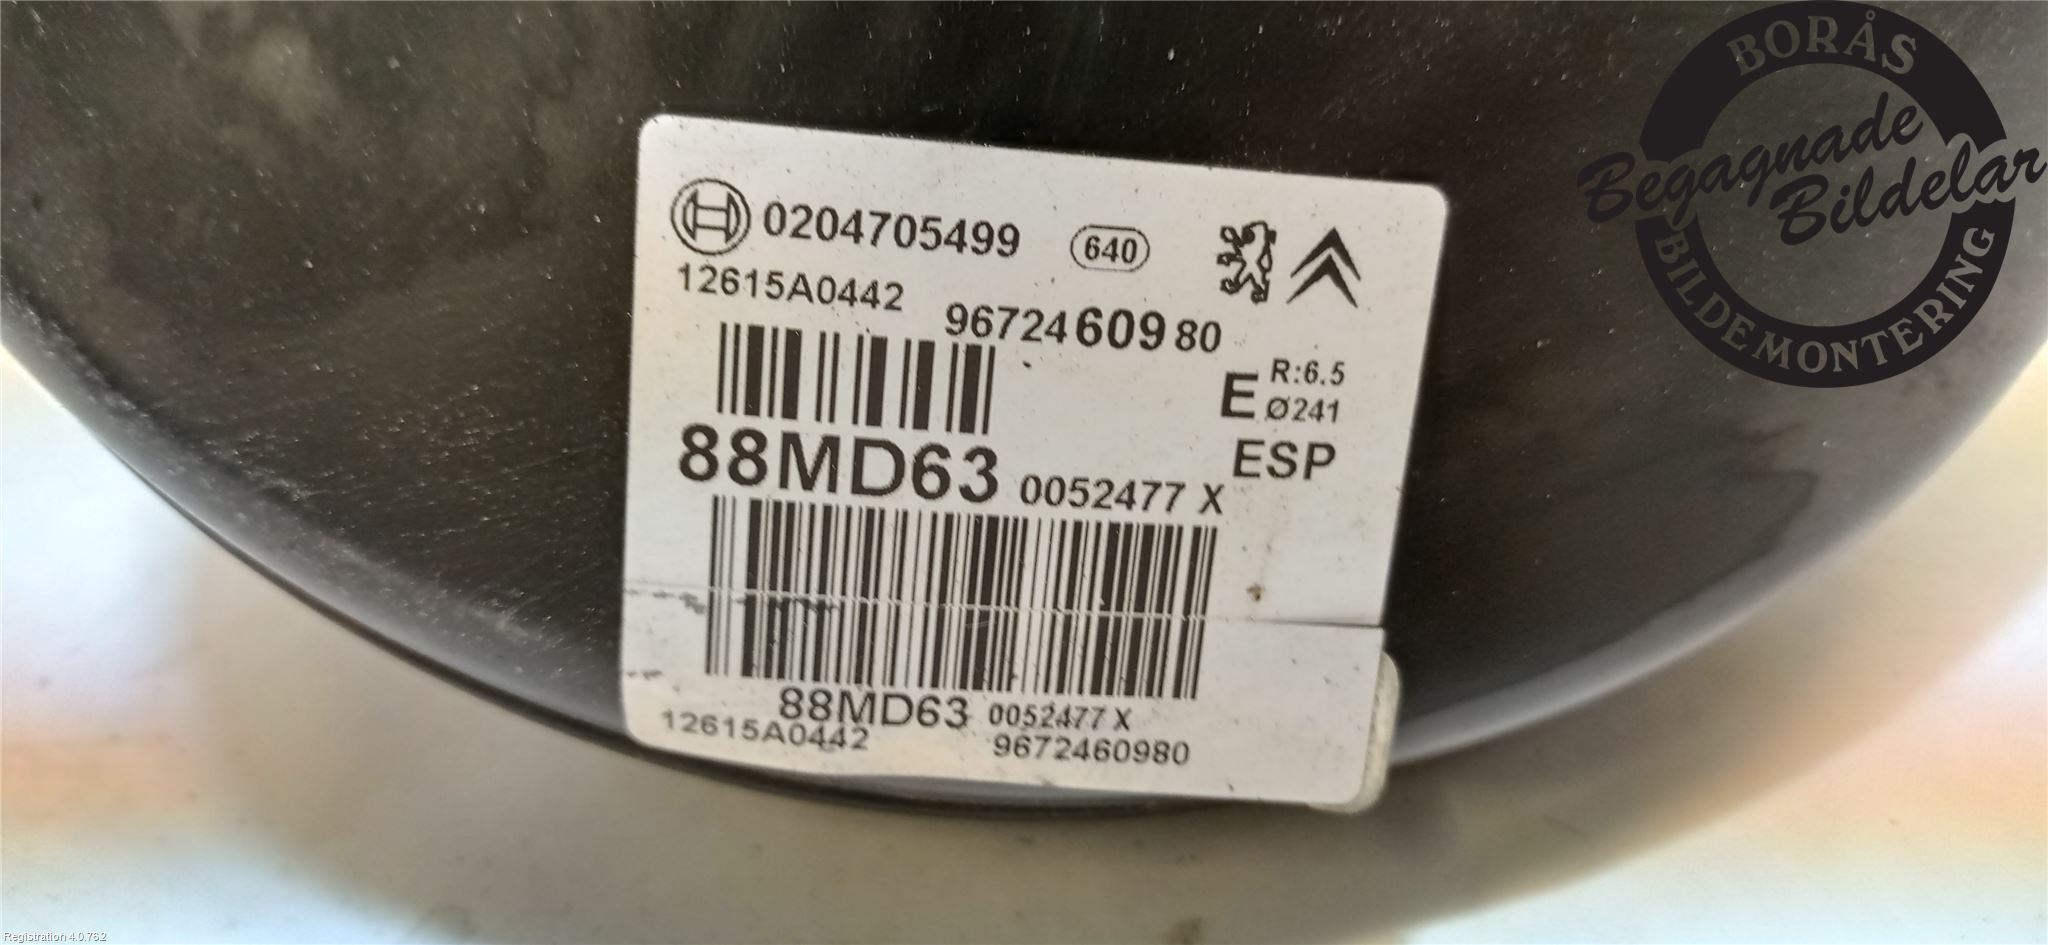 0204705499 640
12615A0442
9672460980
R:6.5
E Ø241
ESP
88MD63 0052477 X
88MD63 0052477 X
12615A0442 9672460980
BORÅS
Begagnade
Bildelar
BILDEMONTERING
Registration 4.0.762